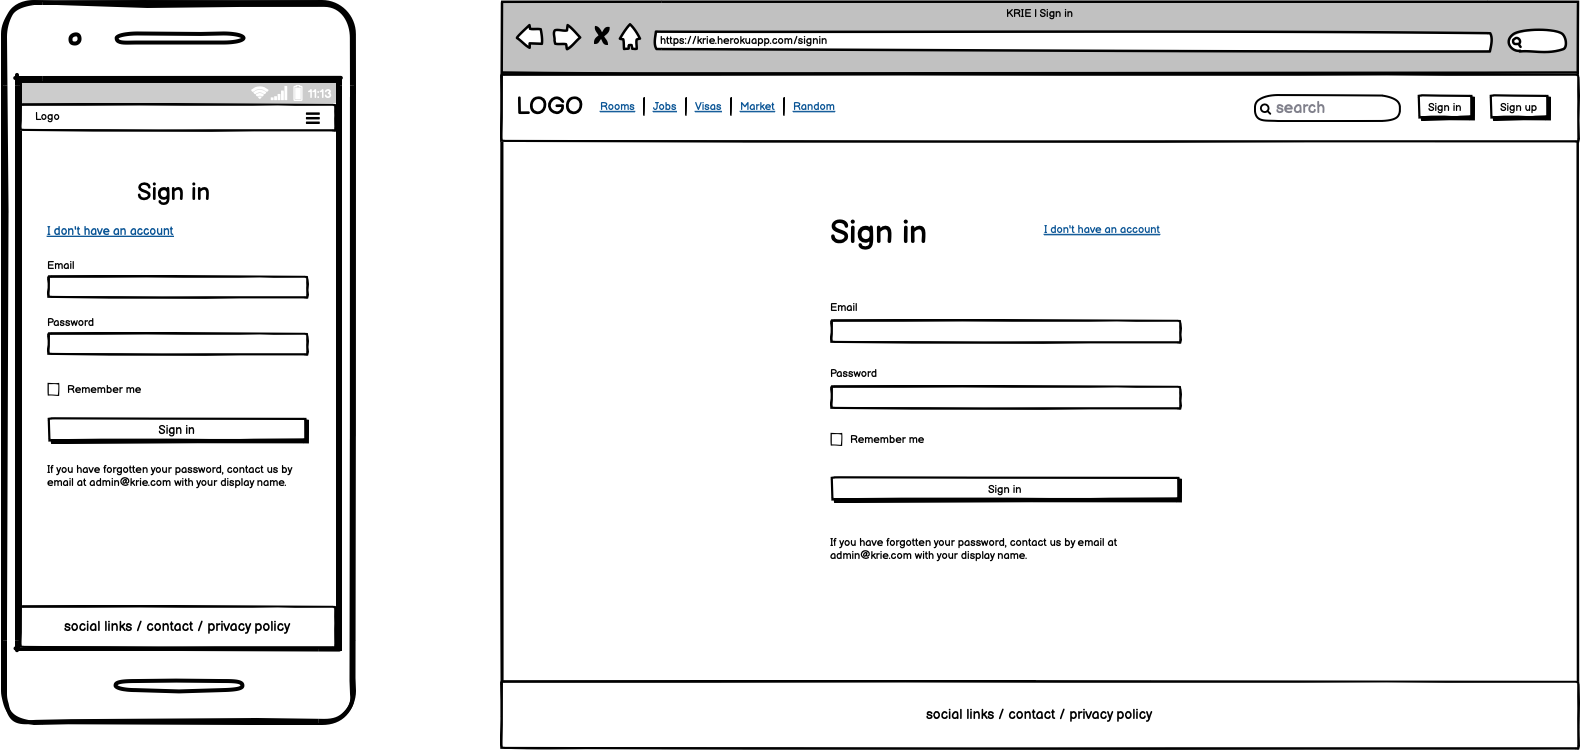 11:13
Logo
Sign in
I don't have an account
Email
Password
Remember me
Sign in
If you have forgotten your password, contact us by
email at admin@krie.com with your display name.
social links / contact / privacy policy
KRIE | Sign in
https://krie.herokuapp.com/signin
LOGO Rooms | Jobs | Visas | Market | Random search Sign in Sign up
Sign in I don't have an account
Email
Password
Remember me
Sign in
If you have forgotten your password, contact us by email at
admin@krie.com with your display name.
social links / contact / privacy policy